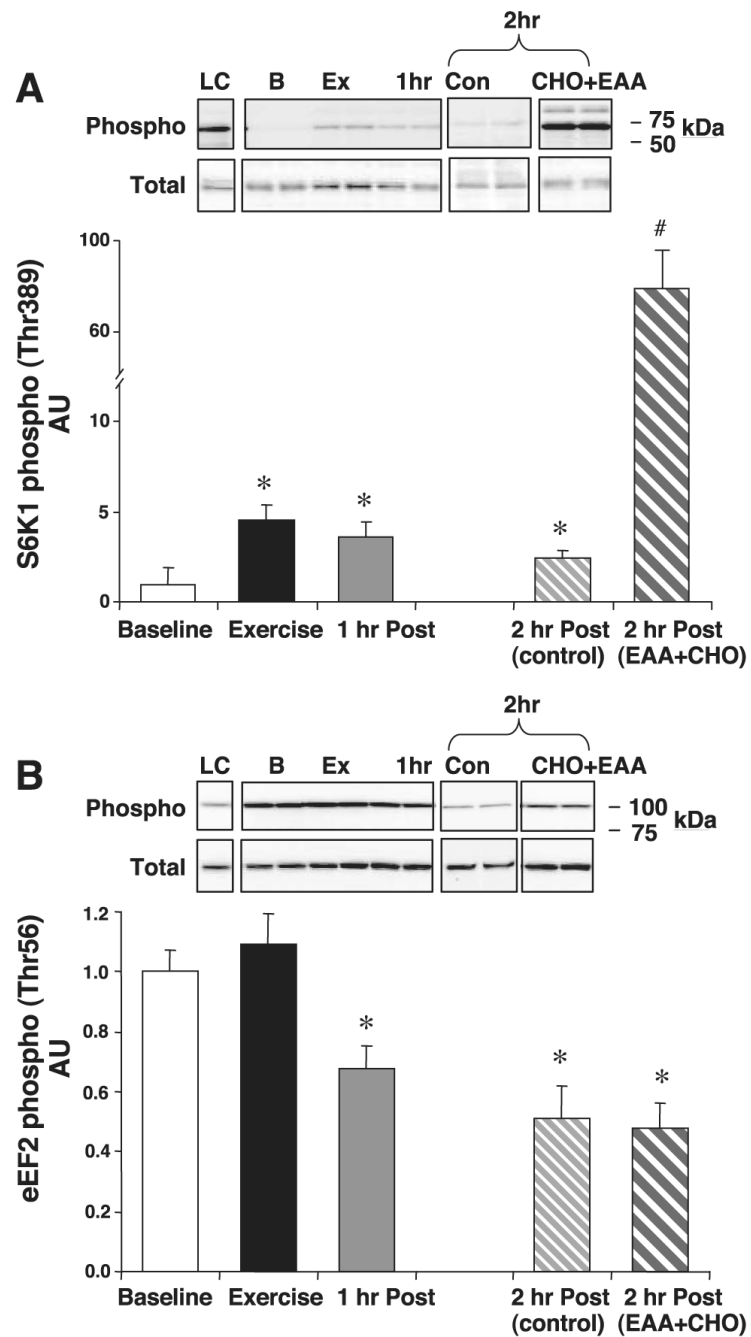 2hr
A
LC B Ex 1hr Con CHO+EAA
Phospho
75 kDa
50
Total
#
100
60
10
5
0
* * *
S6K1 phospho (Thr389)
AU
Baseline Exercise 1 hr Post 2 hr Post 2 hr Post
(control) (EAA+CHO)
2hr
B
LC B Ex 1hr Con CHO+EAA
Phospho
100 kDa
75
Total
1.2
1.0
0.8
0.6
0.4
0.2
0.0
* * *
eEF2 phospho (Thr56)
AU
Baseline Exercise 1 hr Post 2 hr Post 2 hr Post
(control) (EAA+CHO)